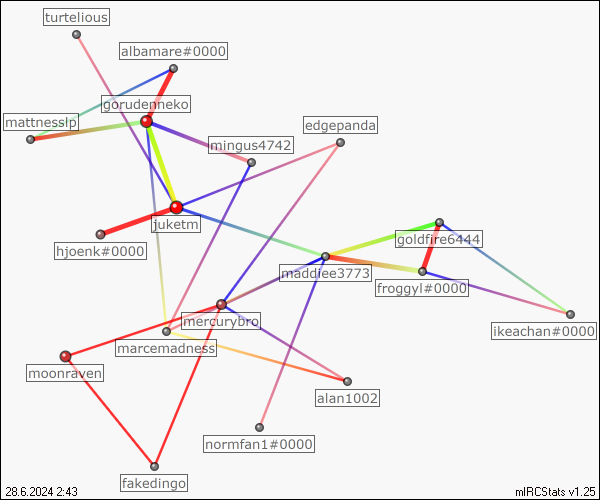 turtelious
albamare#0000
gorudenneko
mattnesslp
edgepanda
mingus4742
juketm
hjoenk#0000
goldfire6444
maddiee3773
froggyl#0000
mercurybro
ikeachan#0000
marcemadness
moonraven
alan1002
normfan1#0000
fakedingo
28.6.2024 2:43
mIRCStats v1.25